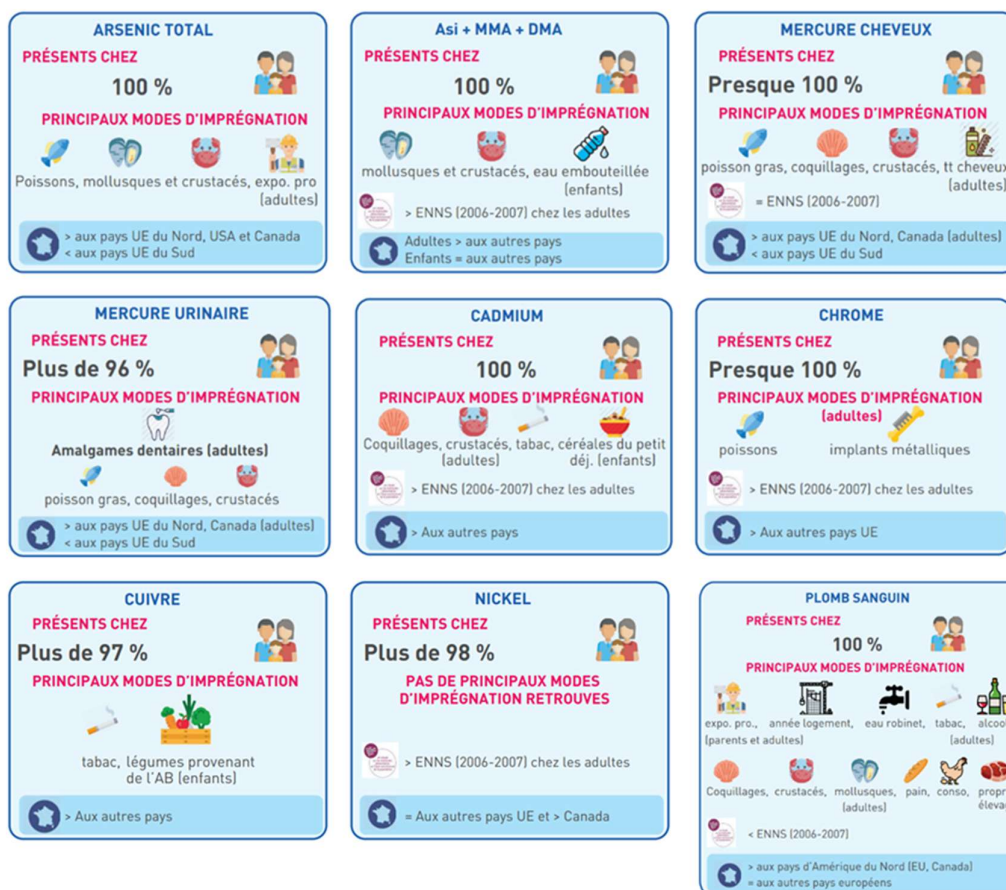 ARSENIC TOTAL
PRÉSENTS CHEZ
100 %
PRINCIPAUX MODES D'IMPRÉGNATION
Poissons, mollusques et crustacés, expo. pro
(adultes)
> aux pays UE du Nord, USA et Canada
< aux pays UE du Sud
Asi + MMA + DMA
PRÉSENTS CHEZ
100 %
PRINCIPAUX MODES D'IMPRÉGNATION
mollusques et crustacés, eau embouteillée
(enfants)
> ENNS (2006-2007) chez les adultes
Adultes > aux autres pays
Enfants = aux autres pays
MERCURE CHEVEUX
PRÉSENTS CHEZ
Presque 100 %
PRINCIPAUX MODES D'IMPRÉGNATION
poisson gras, coquillages, crustacés, tt cheveux
(adultes)
= ENNS (2006-2007)
> aux pays UE du Nord, Canada (adultes)
< aux pays UE du Sud
MERCURE URINAIRE
PRÉSENTS CHEZ
Plus de 96 %
PRINCIPAUX MODES D'IMPRÉGNATION
Amalgames dentaires (adultes)
poisson gras, coquillages, crustacés
> aux pays UE du Nord, Canada (adultes)
< aux pays UE du Sud
CADMIUM
PRÉSENTS CHEZ
100 %
PRINCIPAUX MODES D'IMPRÉGNATION
Coquillages, crustacés, tabac, céréales du petit
(adultes) déj. (enfants)
> ENNS (2006-2007) chez les adultes
> Aux autres pays
CHROME
PRÉSENTS CHEZ
Presque 100 %
PRINCIPAUX MODES D'IMPRÉGNATION
(adultes)
poissons implants métalliques
> ENNS (2006-2007) chez les adultes
> Aux autres pays UE
CUIVRE
PRÉSENTS CHEZ
Plus de 97 %
PRINCIPAUX MODES D'IMPRÉGNATION
tabac, légumes provenant
de l'AB (enfants)
> Aux autres pays
NICKEL
PRÉSENTS CHEZ
Plus de 98 %
PAS DE PRINCIPAUX MODES
D'IMPRÉGNATION RETROUVES
> ENNS (2006-2007) chez les adultes
= Aux autres pays UE et > Canada
PLOMB SANGUIN
PRÉSENTS CHEZ
100 %
PRINCIPAUX MODES D'IMPRÉGNATION
expo. pro., année logement, eau robinet, tabac, alcool
(parents et adultes) (adultes)
Coquillages, crustacés, mollusques, pain, conso,
(adultes)
< ENNS (2006-2007)
> aux pays d'Amérique du Nord (EU, Canada)
= aux autres pays européens